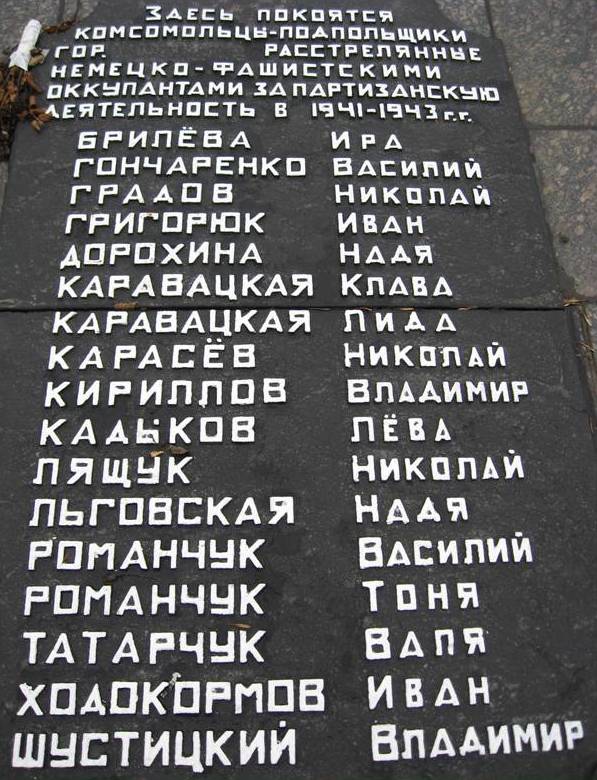 Здесь покоятся
комсомольцы-подпольщики
гор. расстрелянные
немецко-фашистскими
оккупантами за партизанскую
деятельность в 1941-1943 г.г.
Брилёва Ира
Гончаренко Василий
Градов Николай
Григорюк Иван
Дорохина Надя
Каравацкая Клава
Каравацкая Лида
Карасёв Николай
Кириллов Владимир
Кадьков Лёва
Лящук Николай
Льговская Надя
Романчук Василий
Романчук Тоня
Татарчук Валя
Ходокормов Иван
Шустицкий Владимир